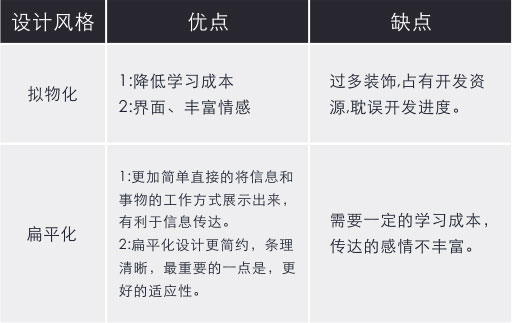 设计风格 优点 缺点
拟物化
1:降低学习成本
2:界面、丰富情感
过多装饰,占有开发资
源,耽误开发进度。
扁平化
1:更加简单直接的将信息和
事物的工作方式展示出来，
有利于信息传达。
2:扁平化设计更简约，条理
清晰，最重要的一点是，更
好的适应性。
需要一定的学习成本，
传达的感情不丰富。